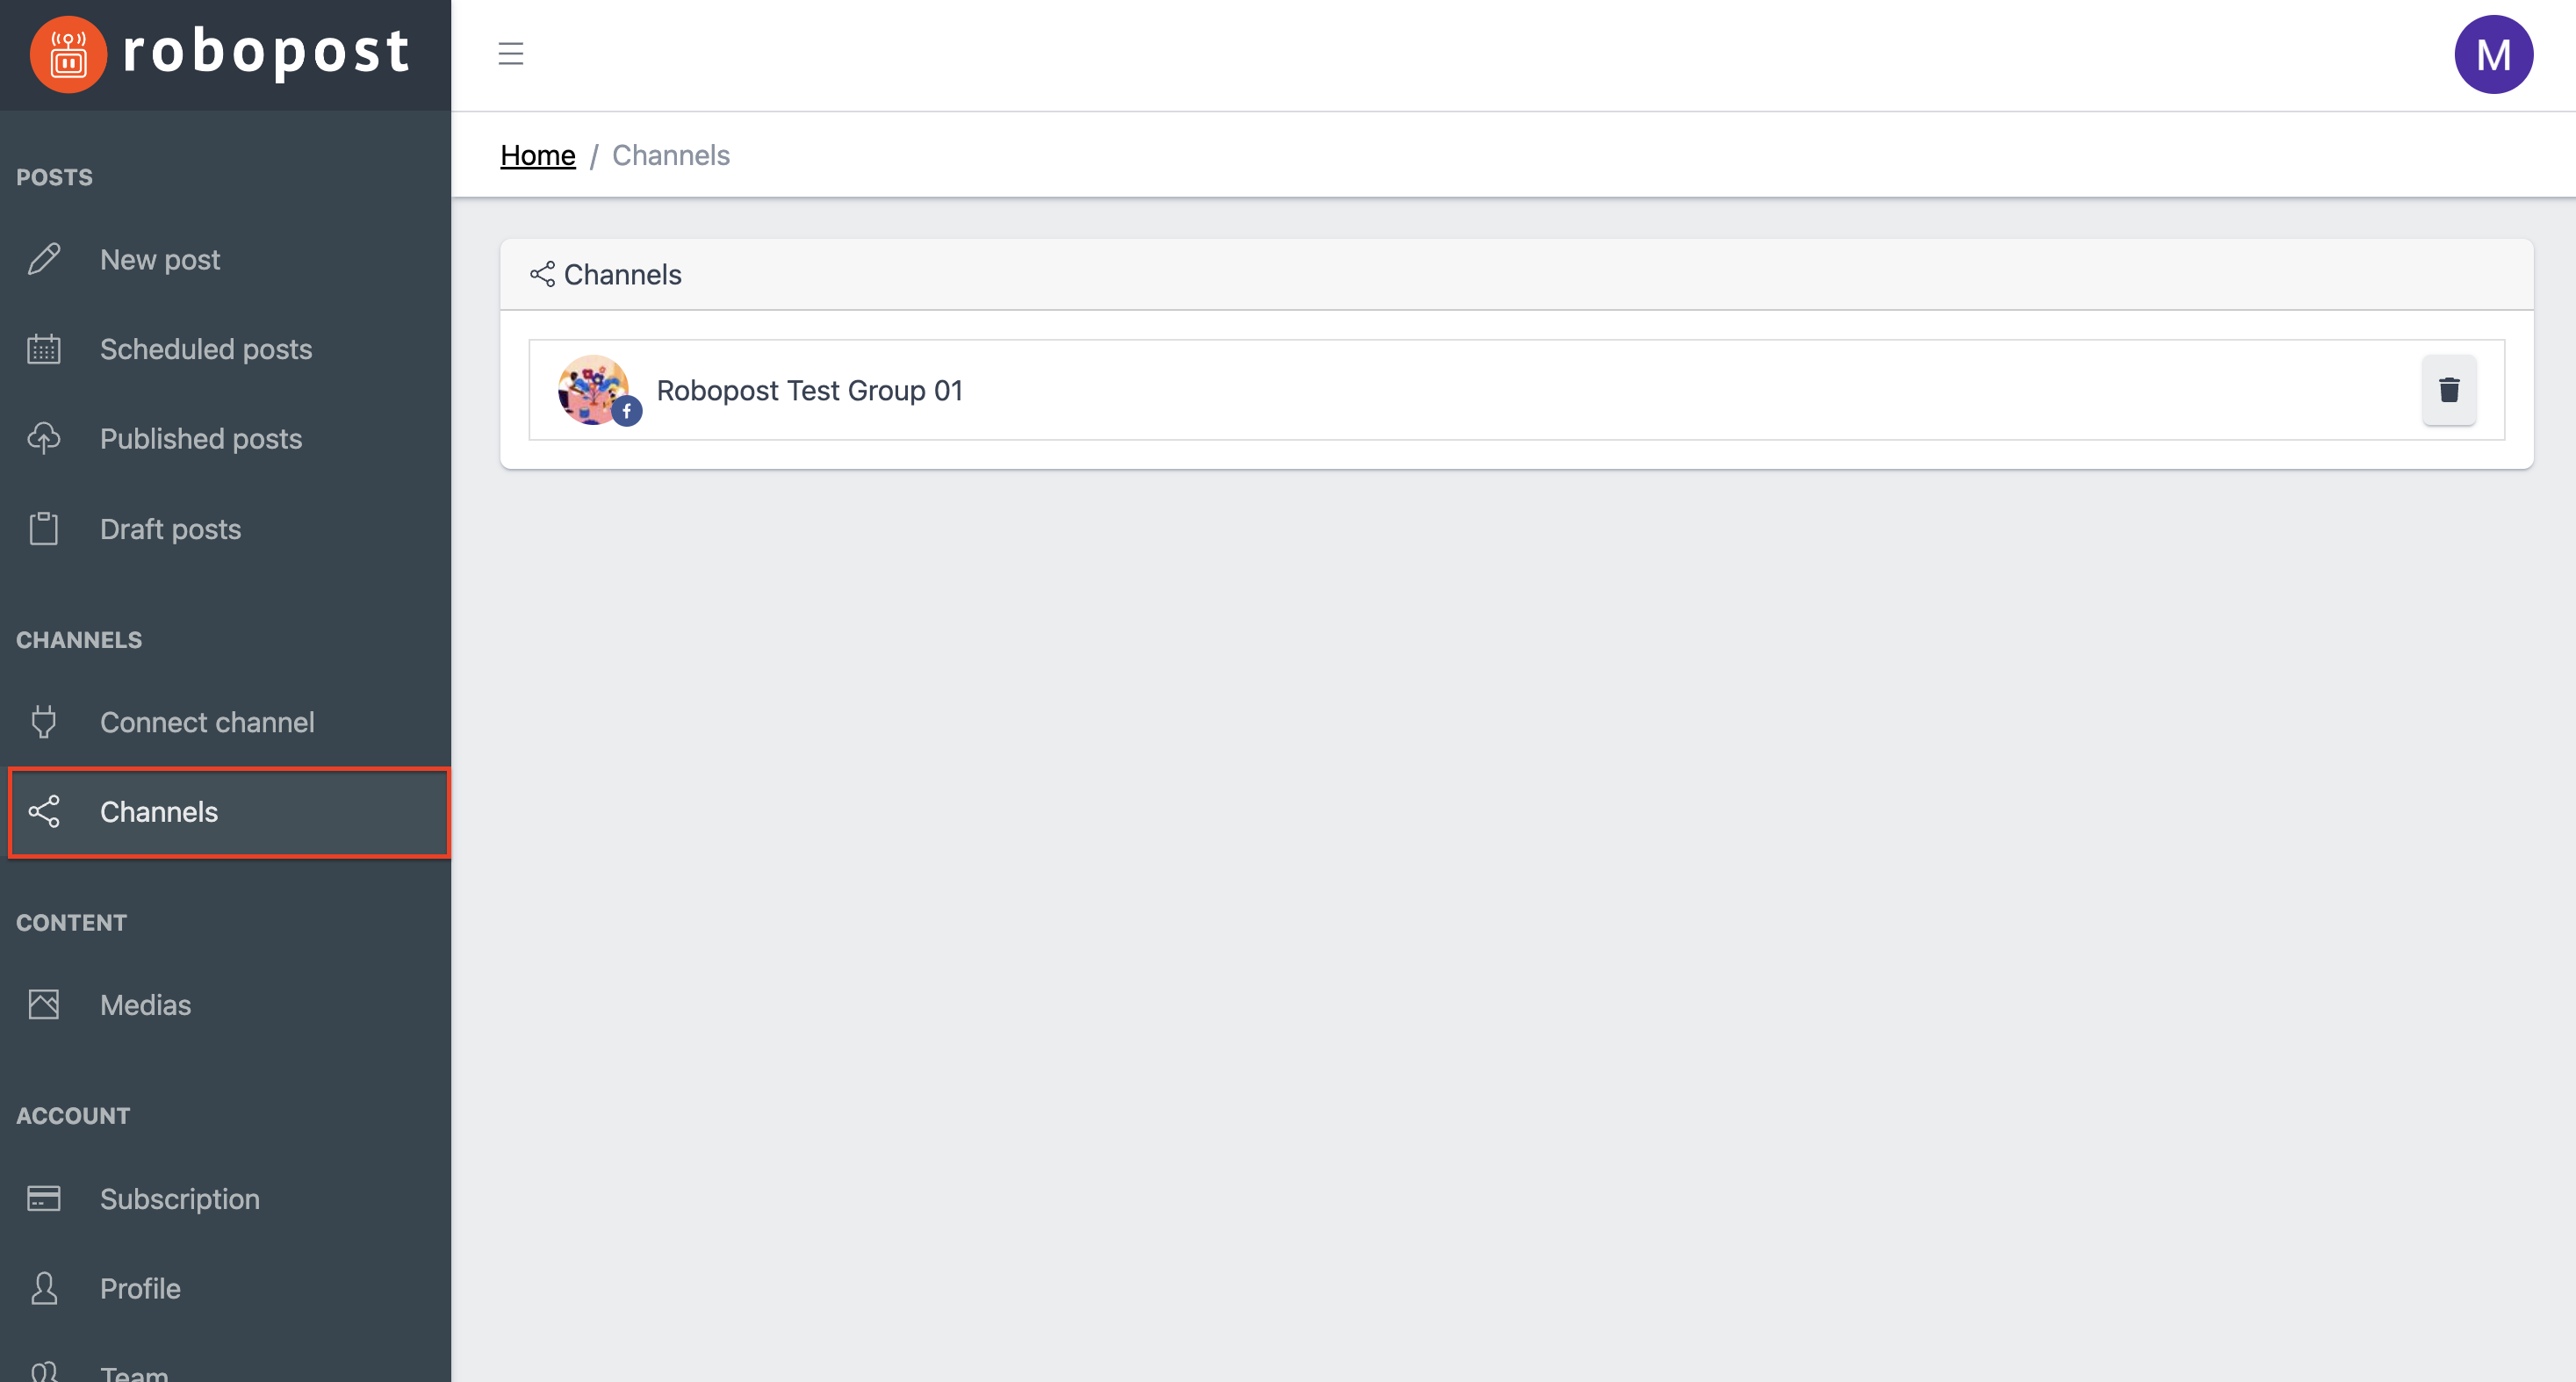 robopost
M
Home / Channels
POSTS
New post
Scheduled posts
Published posts
Draft posts
CHANNELS
Connect channel
Channels
CONTENT
Medias
ACCOUNT
Subscription
Profile
Team
Channels
Robopost Test Group 01